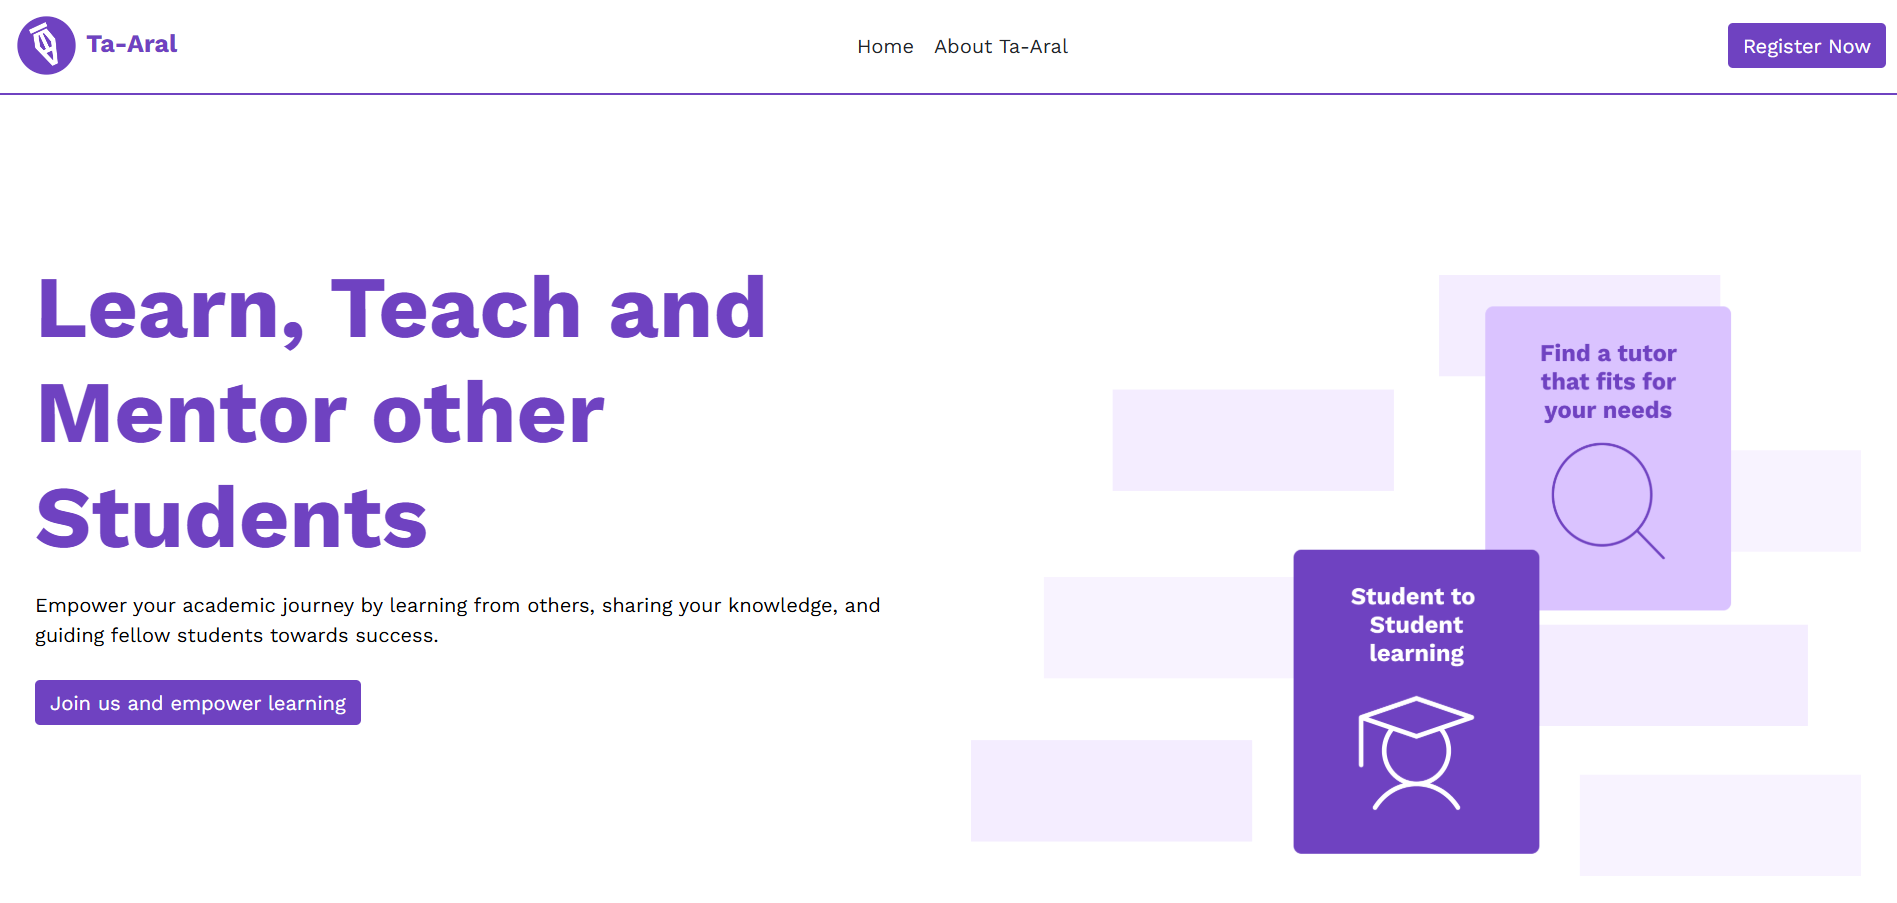 Ta-Aral
Home
About Ta-Aral
Register Now
Learn, Teach and
Mentor other
Students
Empower your academic journey by learning from others, sharing your knowledge, and
guiding fellow students towards success.
Join us and empower learning
Find a tutor
that fits for
your needs
Student to
Student
learning